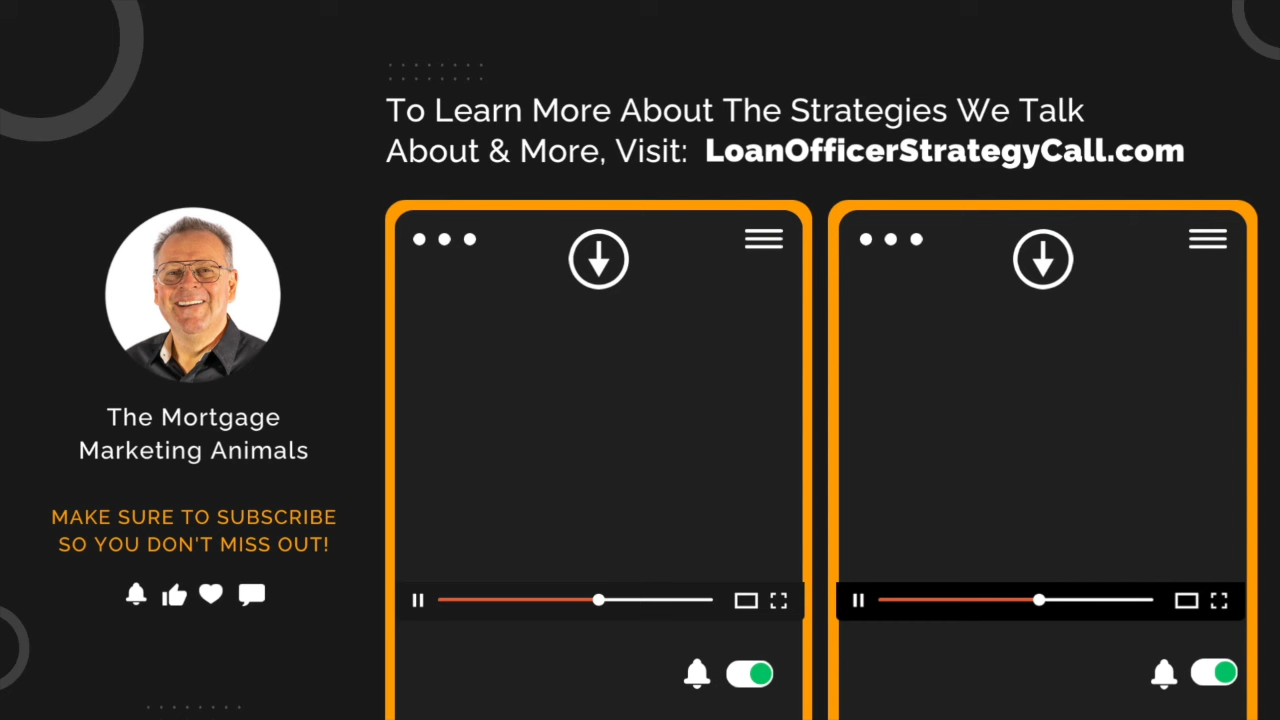 To Learn More About The Strategies We Talk
About & More, Visit: LoanOfficerStrategyCall.com
The Mortgage
Marketing Animals
MAKE SURE TO SUBSCRIBE
SO YOU DON'T MISS OUT!